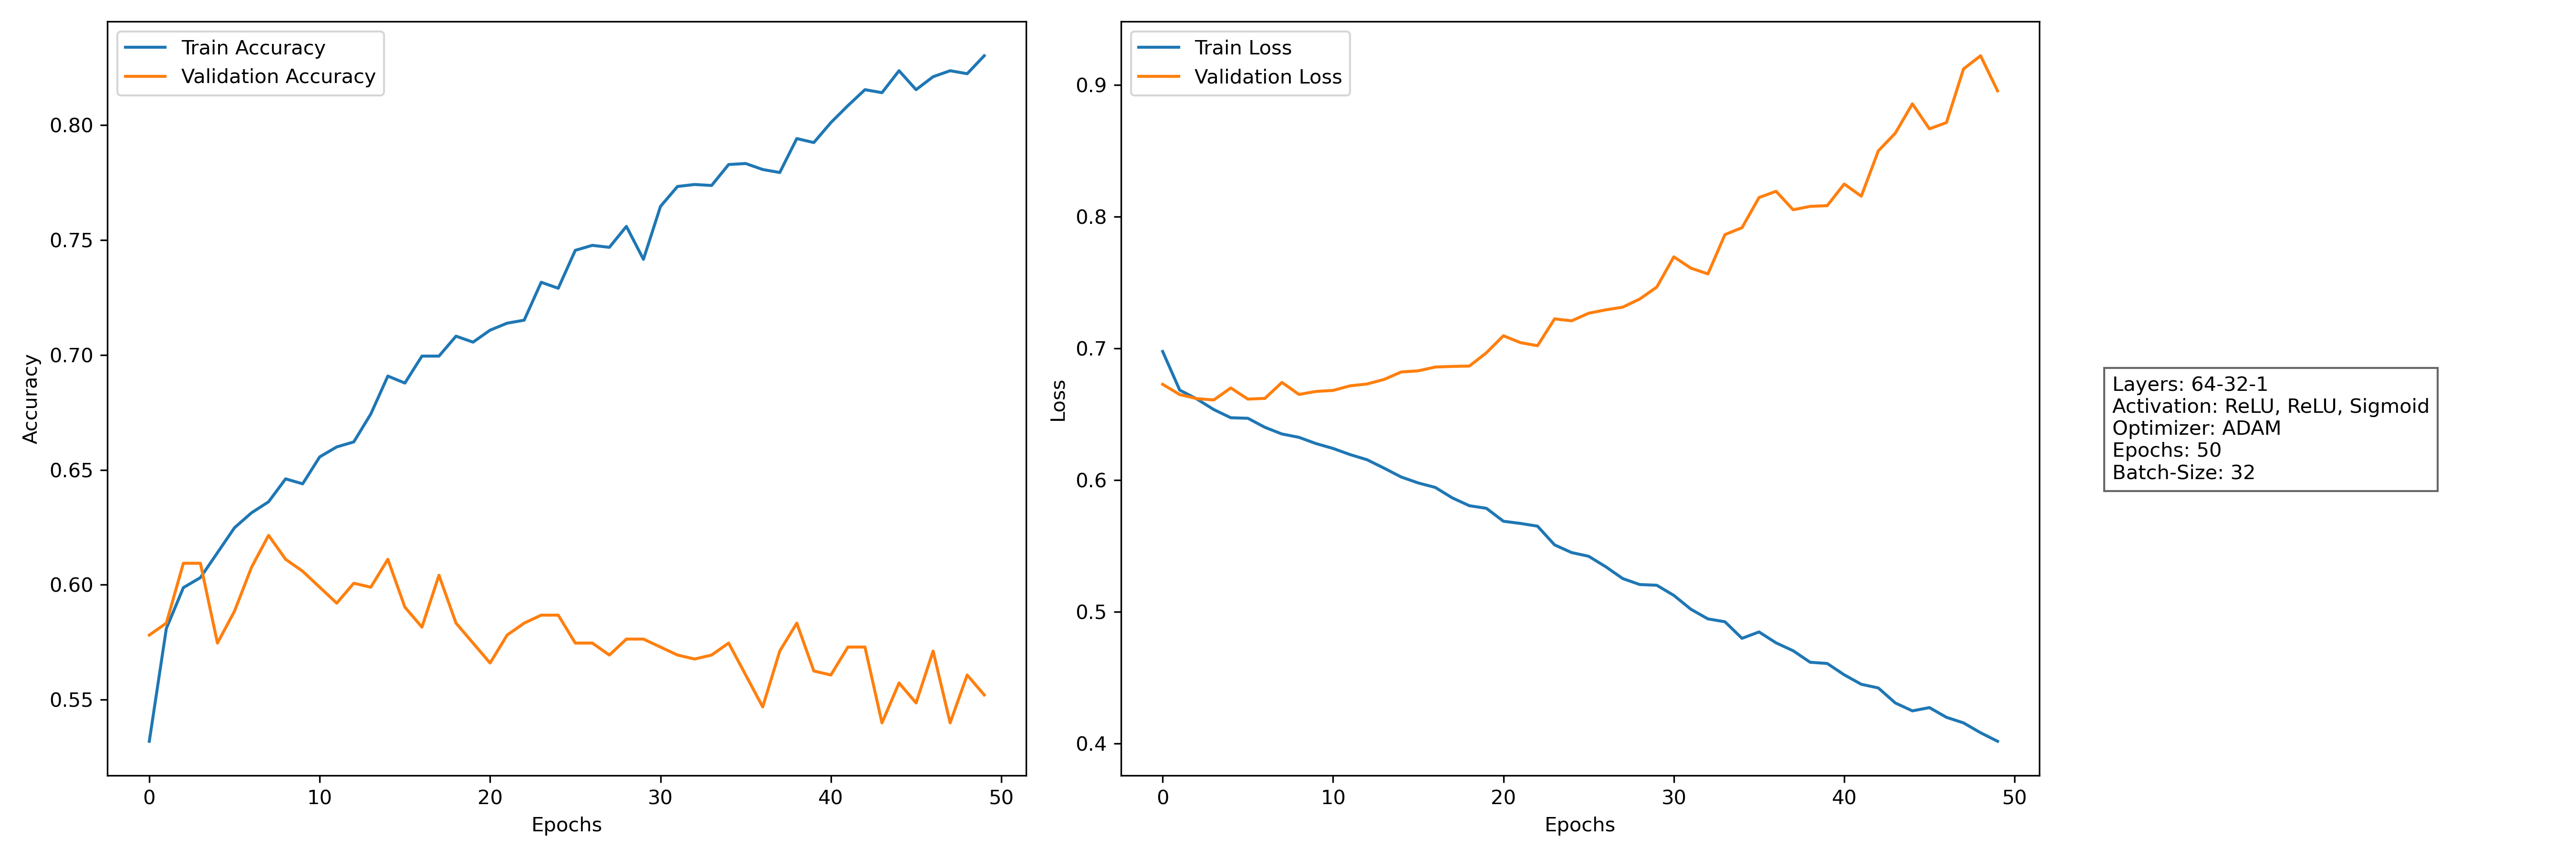 Train Accuracy
Validation Accuracy
0.80
0.75
0.70
0.65
0.60
0.55
Accuracy
0 10 20 30 40 50
Epochs
Train Loss
Validation Loss
0.9
0.8
0.7
0.6
0.5
0.4
Loss
0 10 20 30 40 50
Epochs
Layers: 64-32-1
Activation: ReLU, ReLU, Sigmoid
Optimizer: ADAM
Epochs: 50
Batch-Size: 32